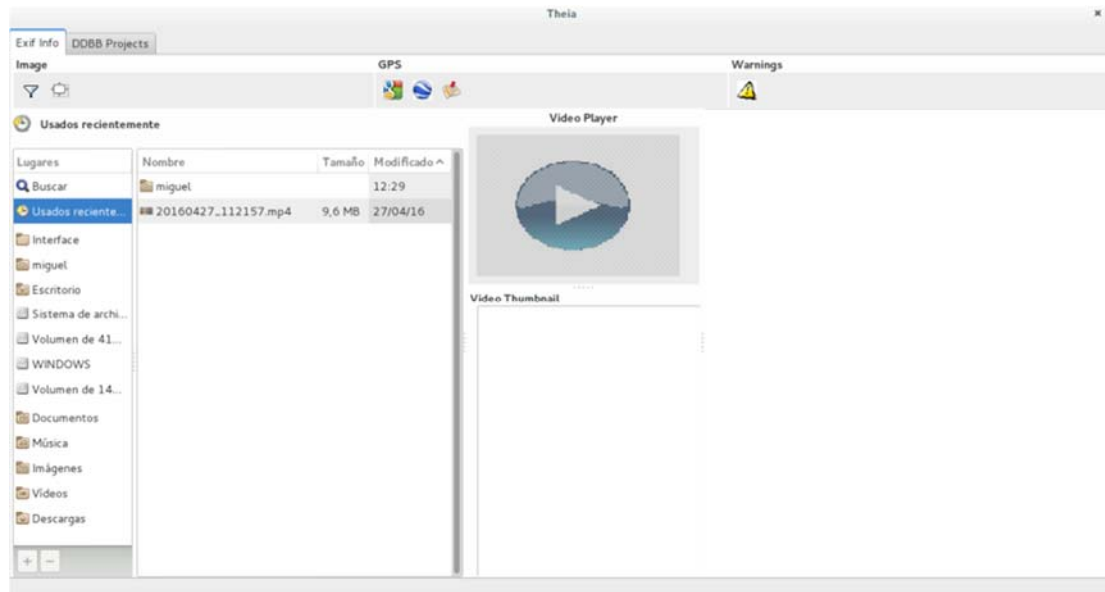 Theia
Exif Info DDBB Projects
Image GPS Warnings
Usados recientemente
Video Player
Lugares
Nombre Tamaño Modificado
Buscar
miguel 12:29
Usados reciente...
20160427_112157.mp4 9,6 MB 27/04/16
Interface
miguel
Escritorio
Video Thumbnail
Sistema de archi...
Volumen de 41...
WINDOWS
Volumen de 14...
Documentos
Música
Imágenes
Vídeos
Descargas